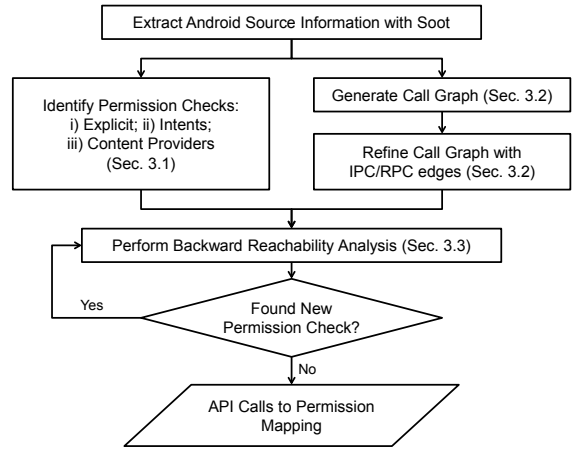 Extract Android Source Information with Soot
Identify Permission Checks:
i) Explicit; ii) Intents;
iii) Content Providers
(Sec. 3.1)
Generate Call Graph (Sec. 3.2)
Refine Call Graph with
IPC/RPC edges (Sec. 3.2)
Perform Backward Reachability Analysis (Sec. 3.3)
Yes
Found New
Permission Check?
No
API Calls to Permission
Mapping